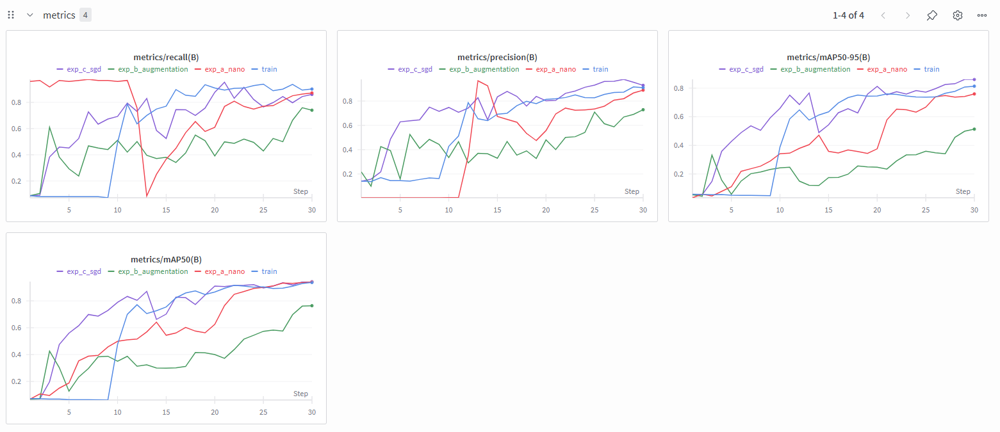 metrics 4
1-4 of 4
metrics/recall(B)
exp_c_sgd exp_b_augmentation exp_a_nano train
0.8
0.6
0.4
0.2
Step
5 10 15 20 25 30
metrics/precision(B)
exp_c_sgd exp_b_augmentation exp_a_nano train
0.8
0.6
0.4
0.2
Step
5 10 15 20 25 30
metrics/mAP50-95(B)
exp_c_sgd exp_b_augmentation exp_a_nano train
0.8
0.6
0.4
0.2
Step
5 10 15 20 25 30
metrics/mAP50(B)
exp_c_sgd exp_b_augmentation exp_a_nano train
0.8
0.6
0.4
0.2
Step
5 10 15 20 25 30